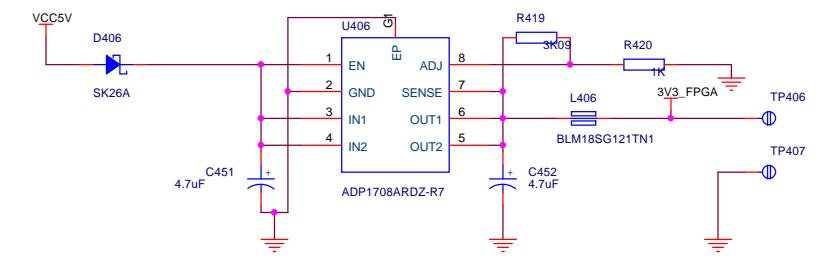 VCC5V
D406
SK26A
U406
G1
EP
1 EN
2 GND
3 IN1
4 IN2
ADJ 8
SENSE 7
OUT1 6
OUT2 5
ADP1708ARDZ-R7
C451
4.7uF
+
R419
3K09
R420
1K
L406
BLM18SG121TN1
3V3_FPGA
TP406
TP407
C452
4.7uF
+